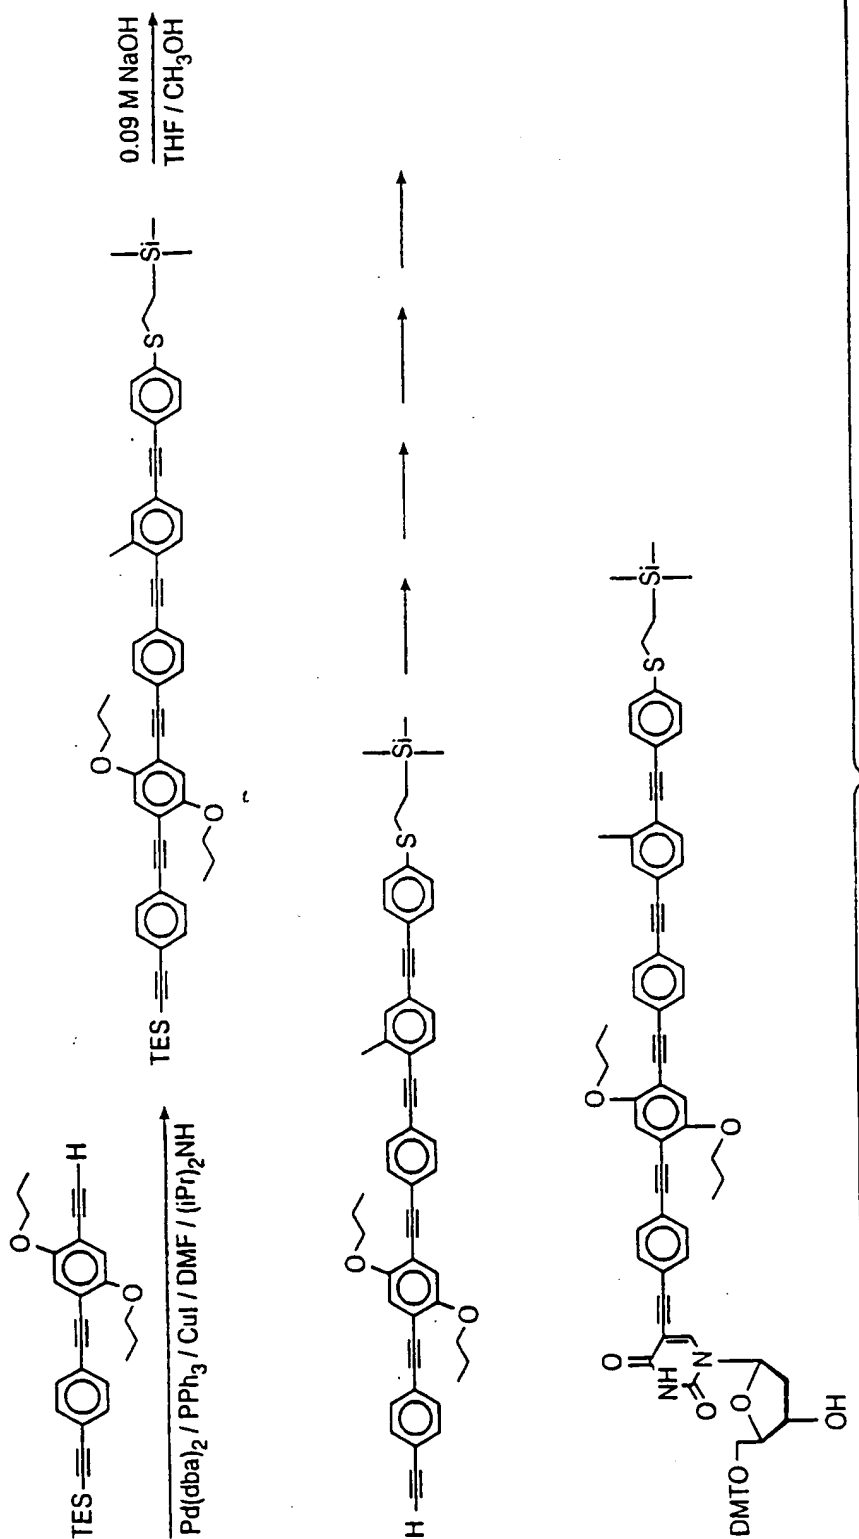 TES
H
O
O
Pd(dba)2 / PPh3 / CuI / DMF / (iPr)2NH
TES
O
O
S
Si
0.09 M NaOH
THF / CH3OH
H
O
O
S
Si
DMTO
O
OH
O
NH
O
N
O
O
S
Si